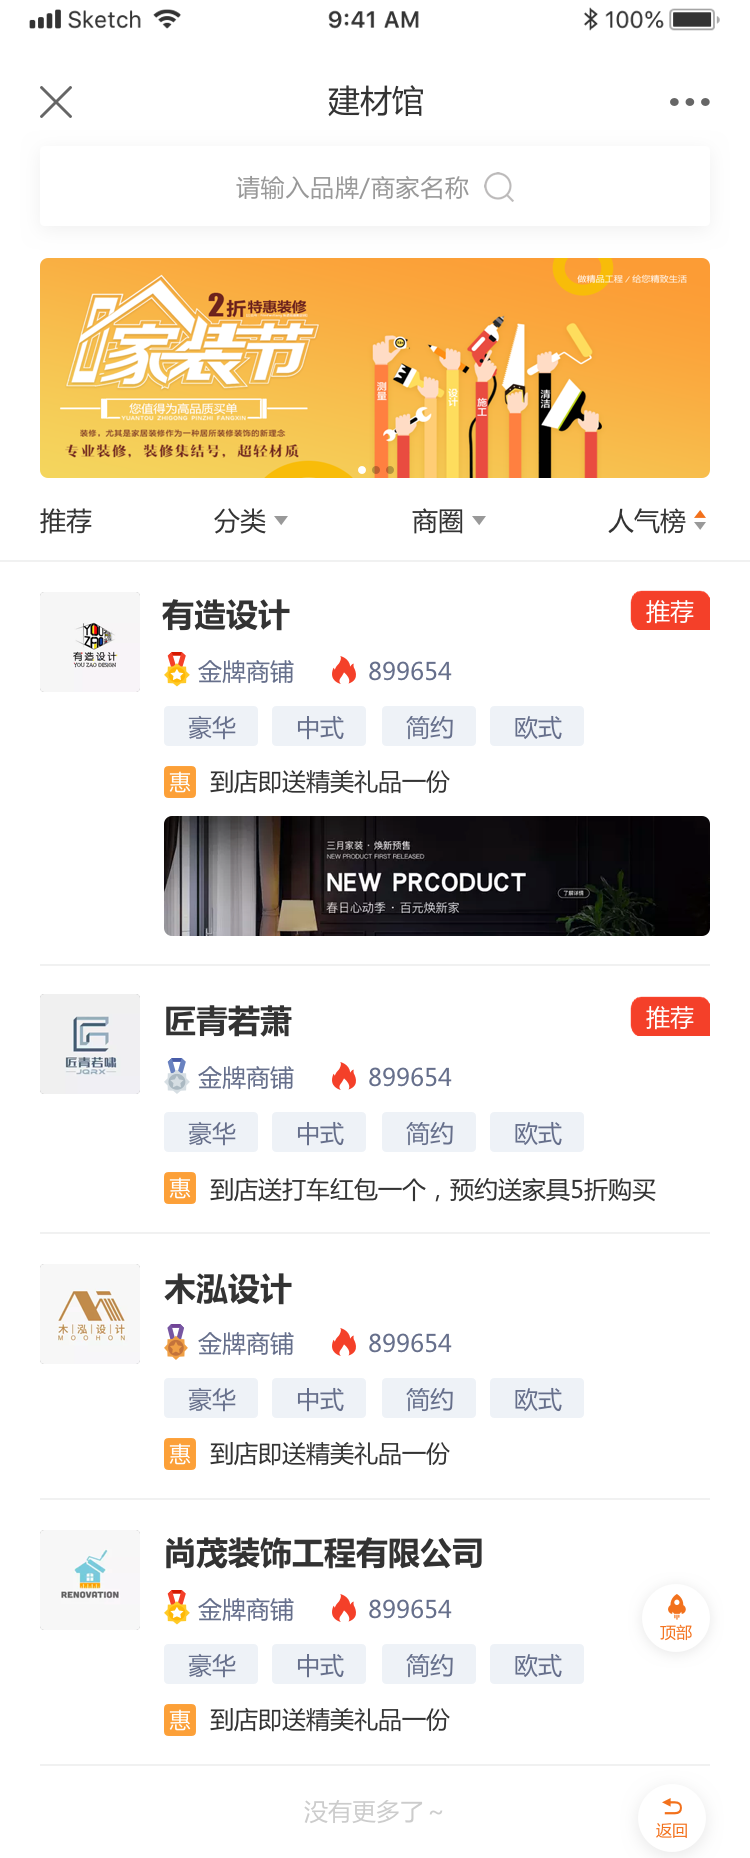 Sketch 9:41 AM 100%
建材馆
请输入品牌/商家名称
做精品工程／给您精致生活
2折特惠装修
家装节
您值得为高品质买单
YUANTOU ZHIGONG PINZHI FANGXIN
装修，尤其是家居装修作为一种居所装修装饰的新理念
专业装修，装修集结号，超轻材质
测量
设计
施工
清洁
推荐 分类 商圈 人气榜
YOU
ZAO
有造设计
YOU ZAO DESIGN
有造设计
推荐
金牌商铺 899654
豪华 中式 简约 欧式
惠 到店即送精美礼品一份
三月家装 · 焕新预售
NEW PRODUCT FIRST RELEASED
NEW PRCODUCT
了解详情
春日心动季 · 百元焕新家
匠青若啸
JQRX
匠青若萧
推荐
金牌商铺 899654
豪华 中式 简约 欧式
惠 到店送打车红包一个，预约送家具5折购买
木泓设计
MOOHON
木泓设计
金牌商铺 899654
豪华 中式 简约 欧式
惠 到店即送精美礼品一份
RENOVATION
尚茂装饰工程有限公司
金牌商铺 899654
豪华 中式 简约 欧式
惠 到店即送精美礼品一份
顶部
没有更多了～
返回